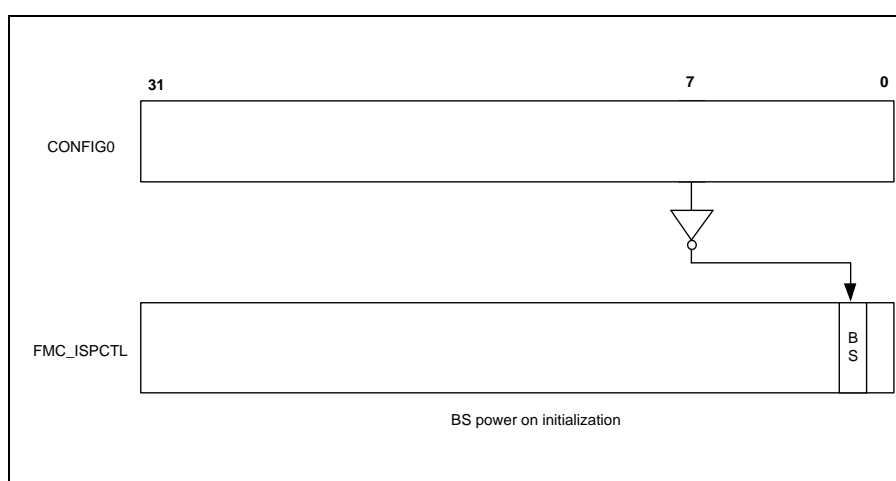 31 7 0
CONFIG0
FMC_ISPCTL
B
S
BS power on initialization